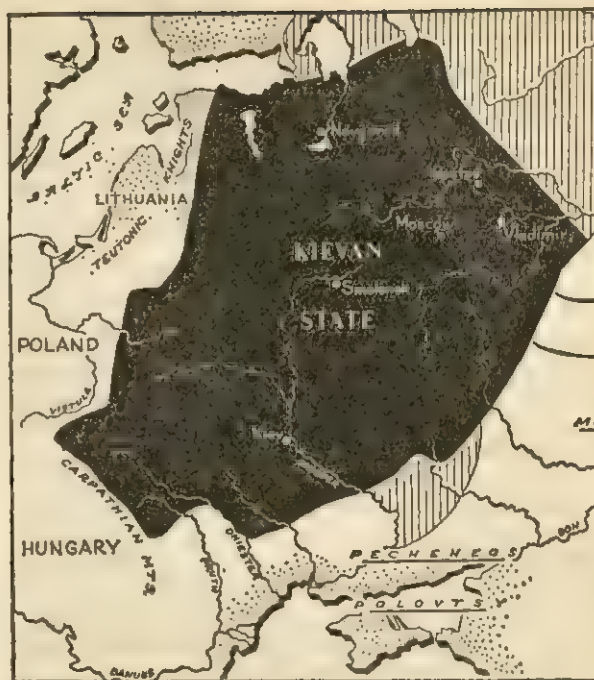 BALTIC SEA
KNIGHTS
LITHUANIA
TEUTONIC
Moscow
Vladimir
KIEVAN
STATE
POLAND
VISTULA
Kiev
CARPATHIAN MTS.
HUNGARY
DNIESTER
PRUTH
DON
PECHENEGS
POLOVTSY
DANUBE